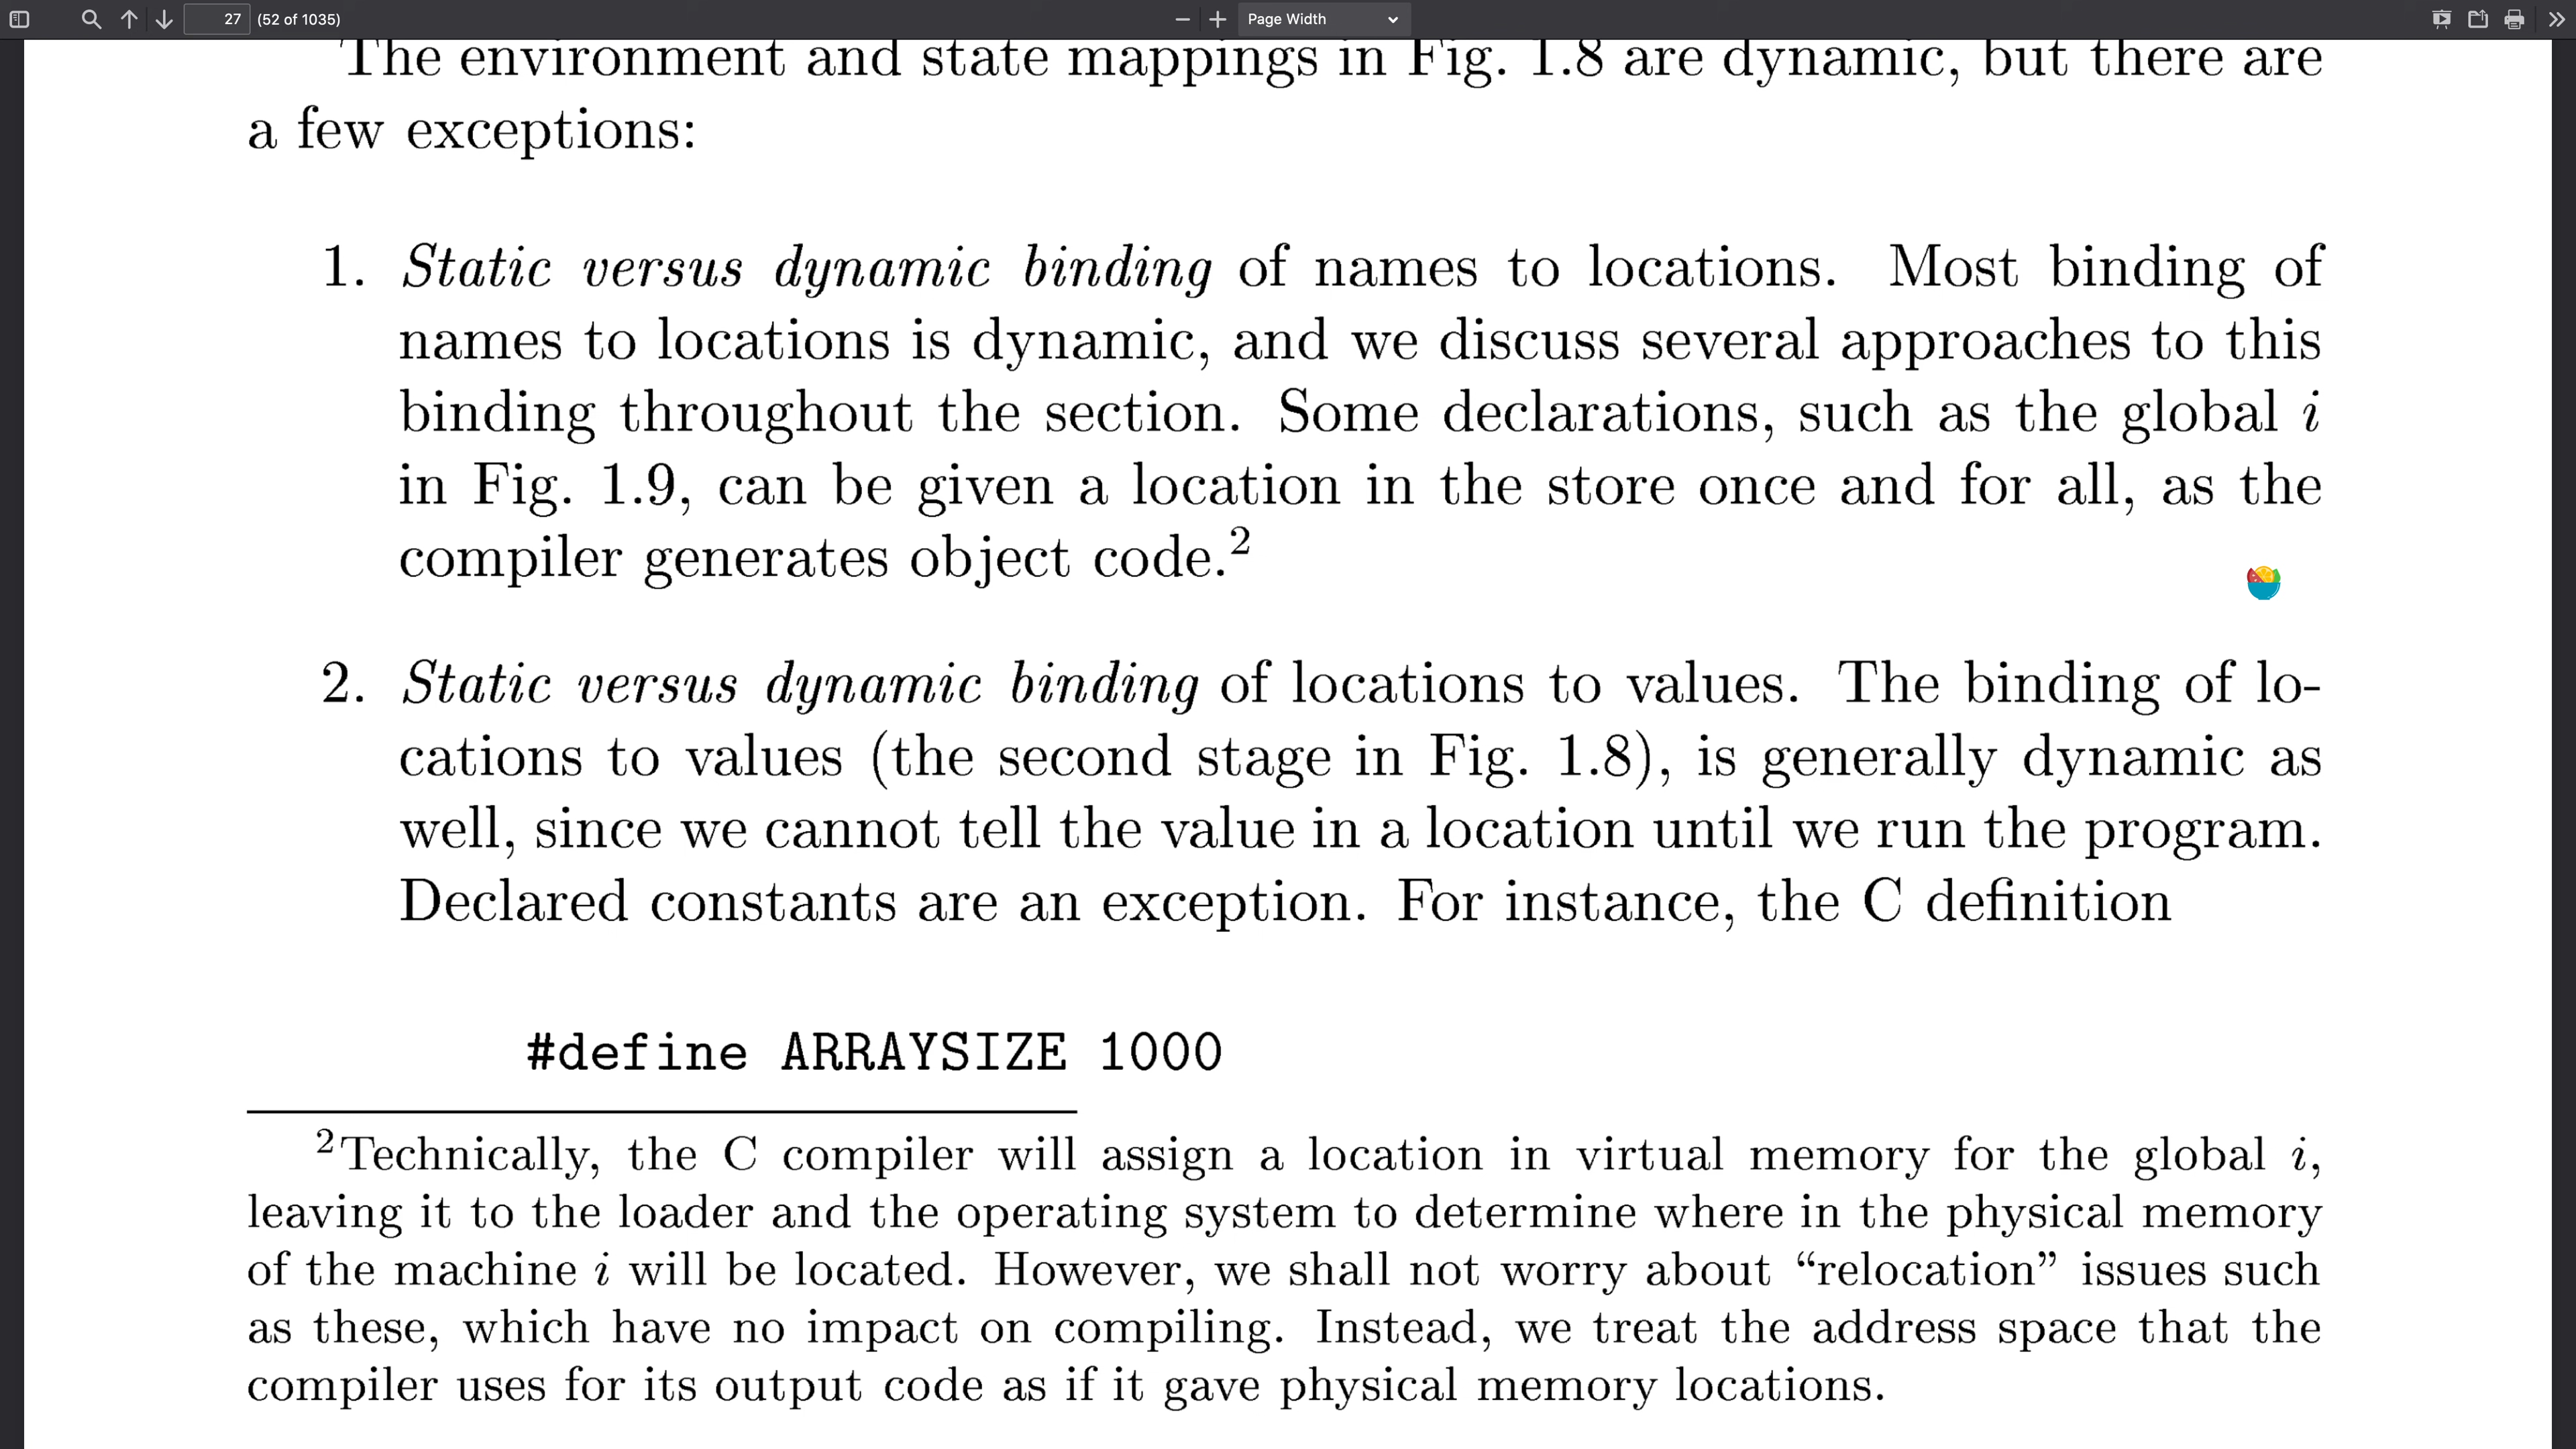 27 (52 of 1035) Page Width
The environment and state mappings in Fig. 1.8 are dynamic, but there are
a few exceptions:
1. Static versus dynamic binding of names to locations. Most binding of
names to locations is dynamic, and we discuss several approaches to this
binding throughout the section. Some declarations, such as the global i
in Fig. 1.9, can be given a location in the store once and for all, as the
compiler generates object code.²
2. Static versus dynamic binding of locations to values. The binding of lo-
cations to values (the second stage in Fig. 1.8), is generally dynamic as
well, since we cannot tell the value in a location until we run the program.
Declared constants are an exception. For instance, the C definition
#define ARRAYSIZE 1000
²Technically, the C compiler will assign a location in virtual memory for the global i,
leaving it to the loader and the operating system to determine where in the physical memory
of the machine i will be located. However, we shall not worry about “relocation” issues such
as these, which have no impact on compiling. Instead, we treat the address space that the
compiler uses for its output code as if it gave physical memory locations.